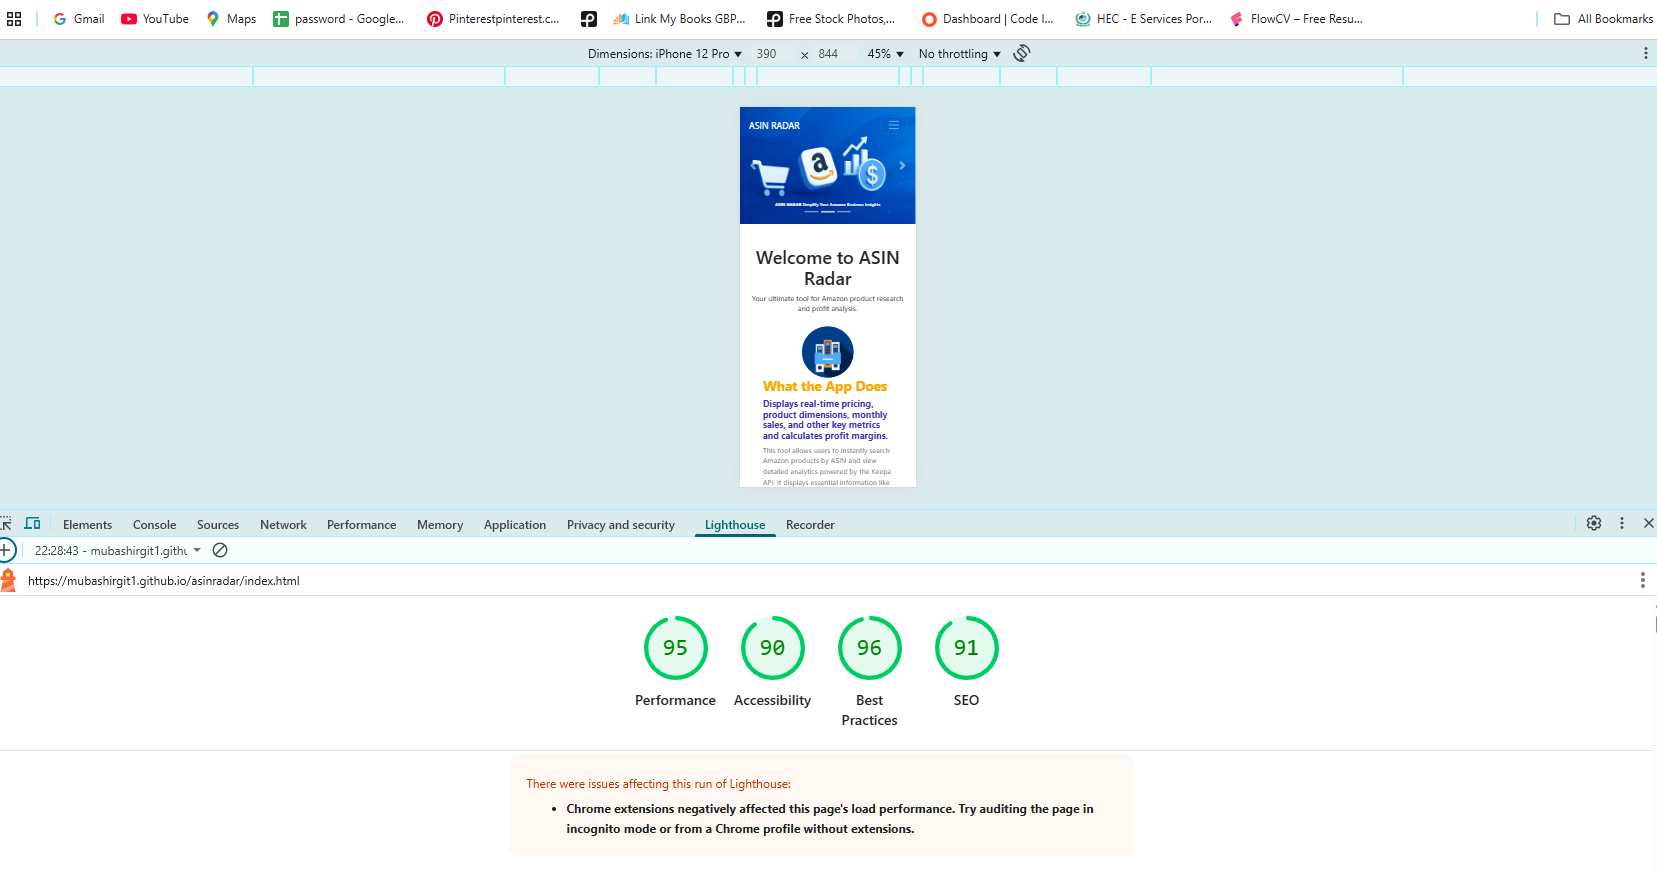 Gmail YouTube Maps password - Google... Pinterestpinterest.c... Link My Books GBP... Free Stock Photos,... Dashboard | Code I... HEC - E Services Por... FlowCV – Free Resu... All Bookmarks
Dimensions: iPhone 12 Pro 390 × 844 45% No throttling
ASIN RADAR
a
$
ASIN RADAR Simplify Your Amazon Business Insights
Welcome to ASIN
Radar
Your ultimate tool for Amazon product research
and profit analysis.
What the App Does
Displays real-time pricing,
product dimensions, monthly
sales, and other key metrics
and calculates profit margins.
This tool allows users to instantly search
Amazon products by ASIN and view
detailed analytics powered by the Keepa
API. It displays essential information like
Elements Console Sources Network Performance Memory Application Privacy and security Lighthouse Recorder
22:28:43 - mubashirgit1.githu
https://mubashirgit1.github.io/asinradar/index.html
95 90 96 91
Performance Accessibility Best SEO
Practices
There were issues affecting this run of Lighthouse:
• Chrome extensions negatively affected this page's load performance. Try auditing the page in
incognito mode or from a Chrome profile without extensions.